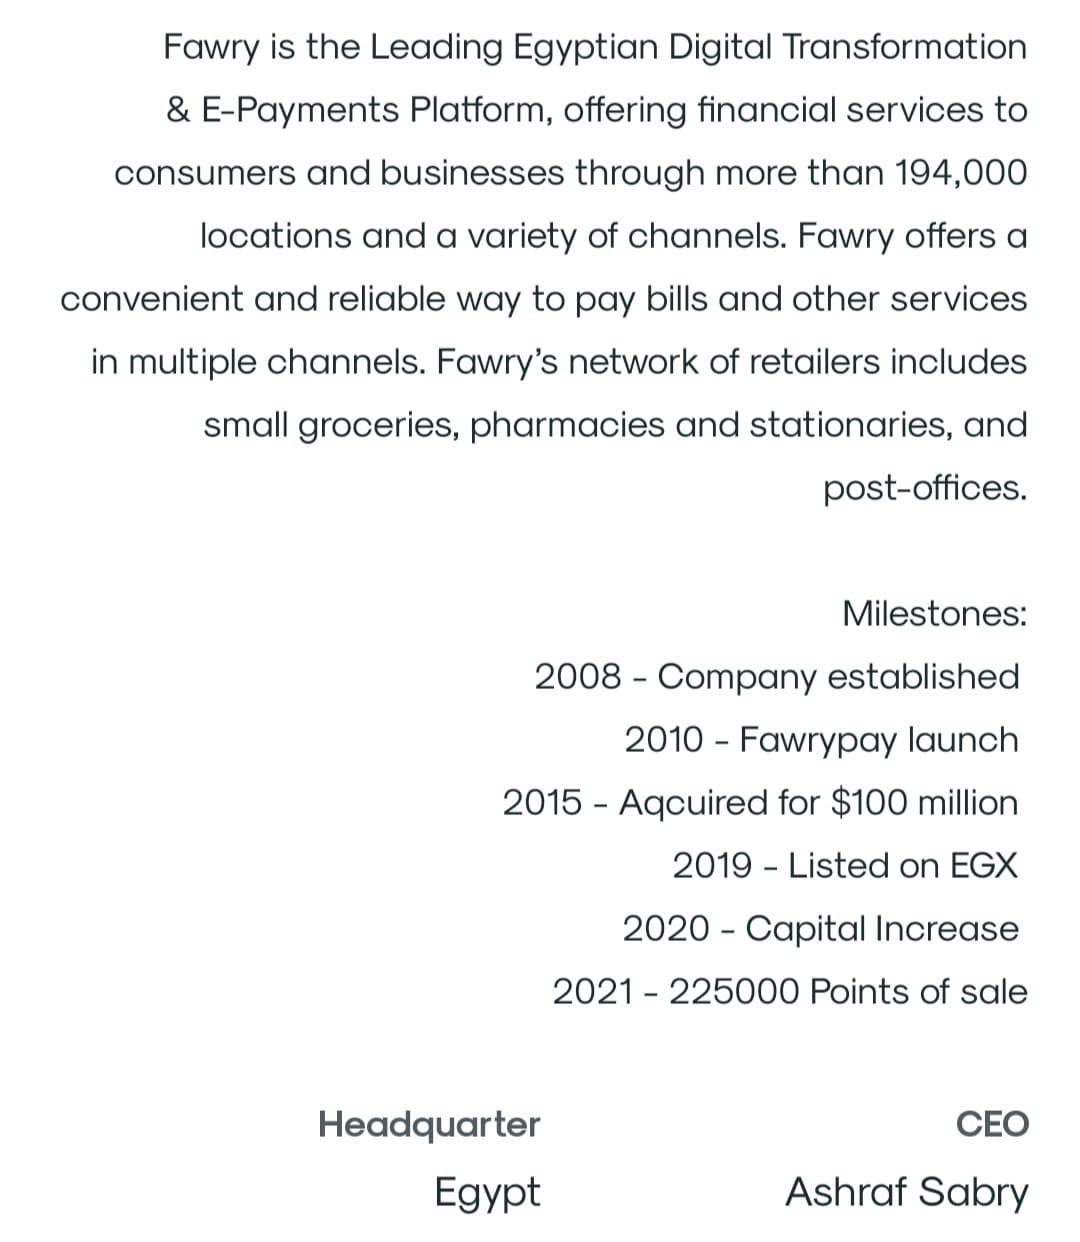 Fawry is the Leading Egyptian Digital Transformation
& E-Payments Platform, offering financial services to
consumers and businesses through more than 194,000
locations and a variety of channels. Fawry offers a
convenient and reliable way to pay bills and other services
in multiple channels. Fawry’s network of retailers includes
small groceries, pharmacies and stationaries, and
post-offices.
Milestones:
2008 - Company established
2010 - Fawrypay launch
2015 - Aqcuired for $100 million
2019 - Listed on EGX
2020 - Capital Increase
2021 - 225000 Points of sale
Headquarter
Egypt
CEO
Ashraf Sabry